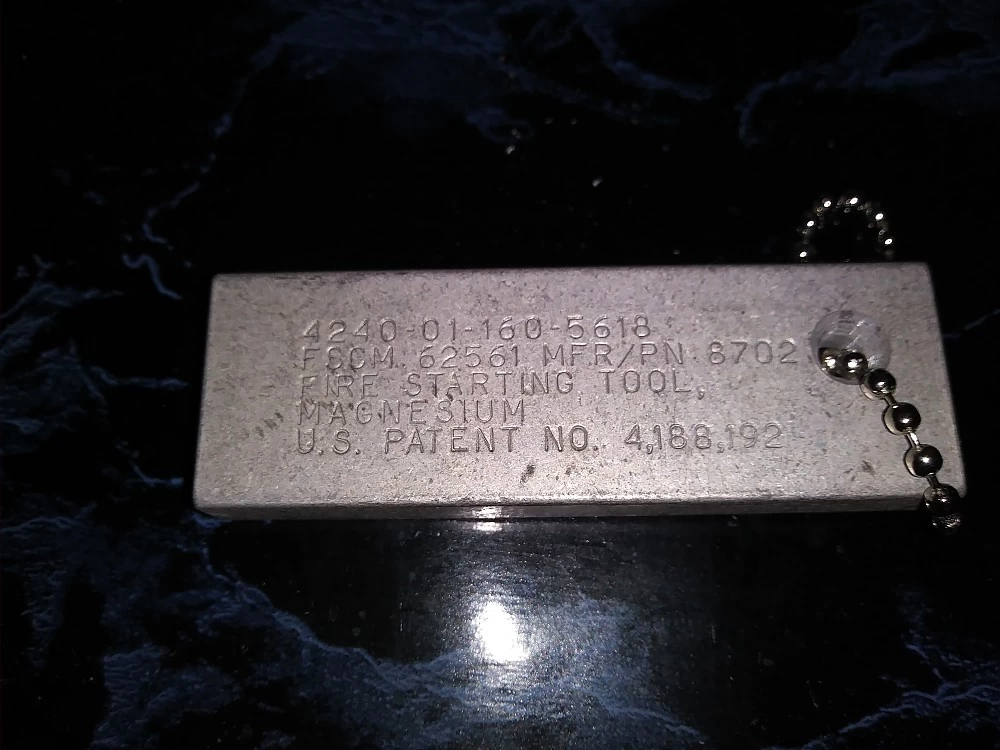 4240-01-160-5618
FSCM. 62561 MFR/PN 8702
FIRE STARTING TOOL,
MAGNESIUM
U.S. PATENT NO. 4,188,192